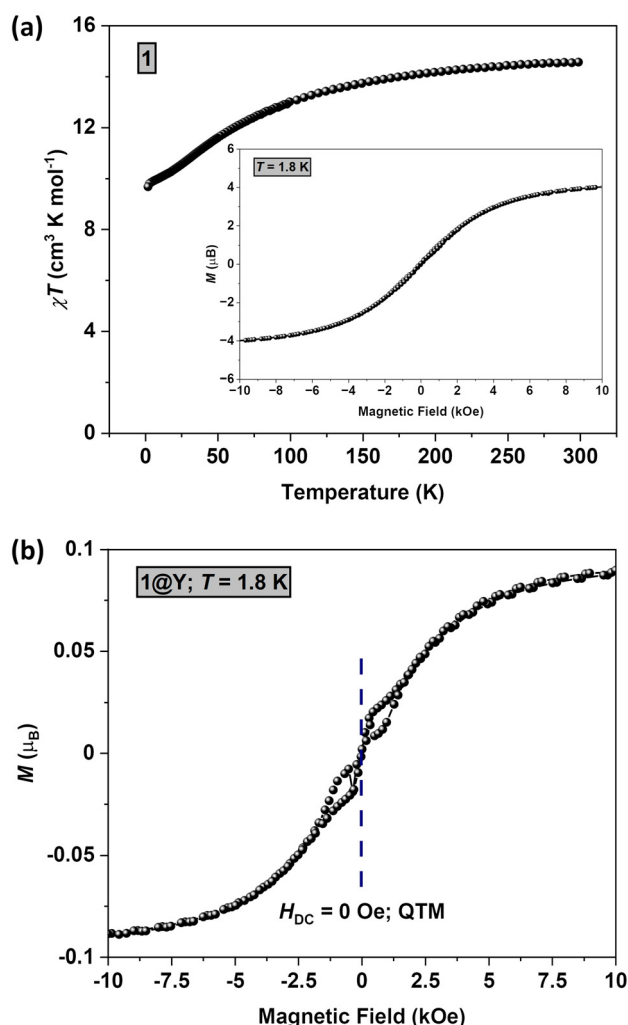 (a)
1
16
12
8
4
0
χT (cm³ K mol⁻¹)
0 50 100 150 200 250 300
Temperature (K)
T = 1.8 K
6
4
2
0
−2
−4
−6
M (μB)
−10 −8 −6 −4 −2 0 2 4 6 8 10
Magnetic Field (kOe)
(b)
1@Y; T = 1.8 K
0.1
0.05
0
-0.05
-0.1
M (μ_B)
H_DC = 0 Oe; QTM
-10 -7.5 -5 -2.5 0 2.5 5 7.5 10
Magnetic Field (kOe)